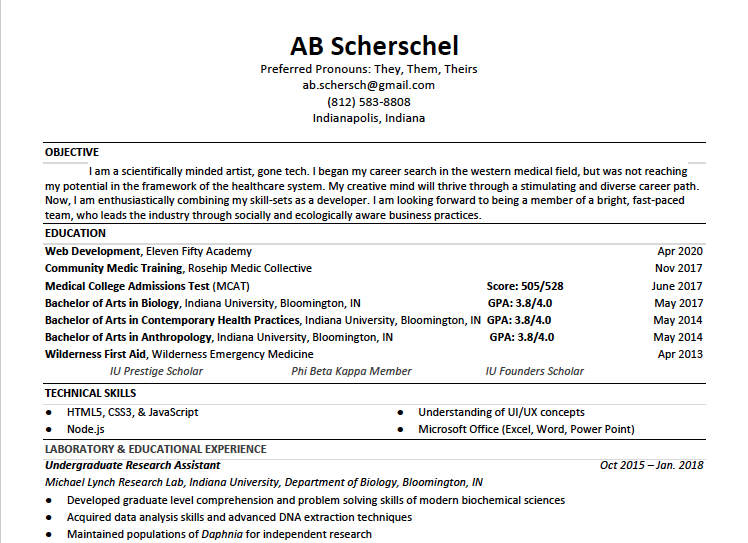 AB Scherschel
Preferred Pronouns: They, Them, Theirs
ab.schersch@gmail.com
(812) 583-8808
Indianapolis, Indiana
OBJECTIVE
I am a scientifically minded artist, gone tech. I began my career search in the western medical field, but was not reaching
my potential in the framework of the healthcare system. My creative mind will thrive through a stimulating and diverse career path.
Now, I am enthusiastically combining my skill-sets as a developer. I am looking forward to being a member of a bright, fast-paced
team, who leads the industry through socially and ecologically aware business practices.
EDUCATION
Web Development, Eleven Fifty Academy Apr 2020
Community Medic Training, Rosehip Medic Collective Nov 2017
Medical College Admissions Test (MCAT) Score: 505/528 June 2017
Bachelor of Arts in Biology, Indiana University, Bloomington, IN GPA: 3.8/4.0 May 2017
Bachelor of Arts in Contemporary Health Practices, Indiana University, Bloomington, IN GPA: 3.8/4.0 May 2014
Bachelor of Arts in Anthropology, Indiana University, Bloomington, IN GPA: 3.8/4.0 May 2014
Wilderness First Aid, Wilderness Emergency Medicine Apr 2013
IU Prestige Scholar Phi Beta Kappa Member IU Founders Scholar
TECHNICAL SKILLS
● HTML5, CSS3, & JavaScript ● Understanding of UI/UX concepts
● Node.js ● Microsoft Office (Excel, Word, Power Point)
LABORATORY & EDUCATIONAL EXPERIENCE
Undergraduate Research Assistant Oct 2015 – Jan. 2018
Michael Lynch Research Lab, Indiana University, Department of Biology, Bloomington, IN
● Developed graduate level comprehension and problem solving skills of modern biochemical sciences
● Acquired data analysis skills and advanced DNA extraction techniques
● Maintained populations of Daphnia for independent research